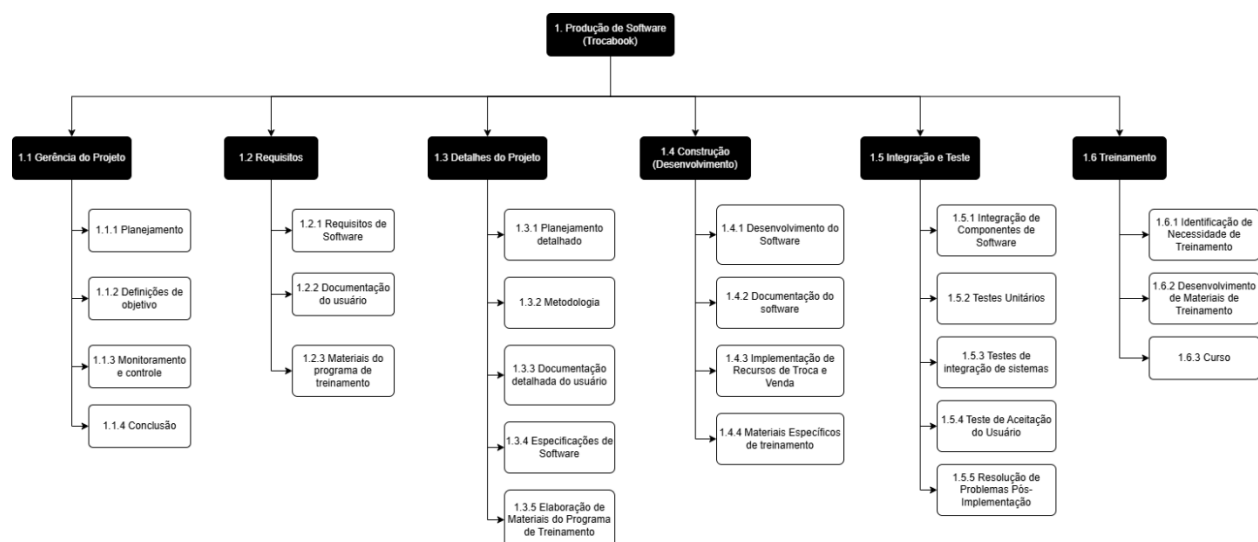 1. Produção de Software
(Trocabook)
1.1 Gerência do Projeto
1.2 Requisitos
1.3 Detalhes do Projeto
1.4 Construção
(Desenvolvimento)
1.5 Integração e Teste
1.6 Treinamento
1.1.1 Planejamento
1.1.2 Definições de
objetivo
1.1.3 Monitoramento
e controle
1.1.4 Conclusão
1.2.1 Requisitos de
Software
1.2.2 Documentação
do usuário
1.2.3 Materiais do
programa de
treinamento
1.3.1 Planejamento
detalhado
1.3.2 Metodologia
1.3.3 Documentação
detalhada do usuário
1.3.4 Especificações de
Software
1.3.5 Elaboração de
Materiais do Programa
de Treinamento
1.4.1 Desenvolvimento do
Software
1.4.2 Documentação do
software
1.4.3 Implementação de
Recursos de Troca e
Venda
1.4.4 Materiais Específicos
de treinamento
1.5.1 Integração de
Componentes de
Software
1.5.2 Testes Unitários
1.5.3 Testes de
integração de sistemas
1.5.4 Teste de Aceitação
do Usuário
1.5.5 Resolução de
Problemas Pós-
Implementação
1.6.1 Identificação de
Necessidade de
Treinamento
1.6.2 Desenvolvimento
de Materiais de
Treinamento
1.6.3 Curso